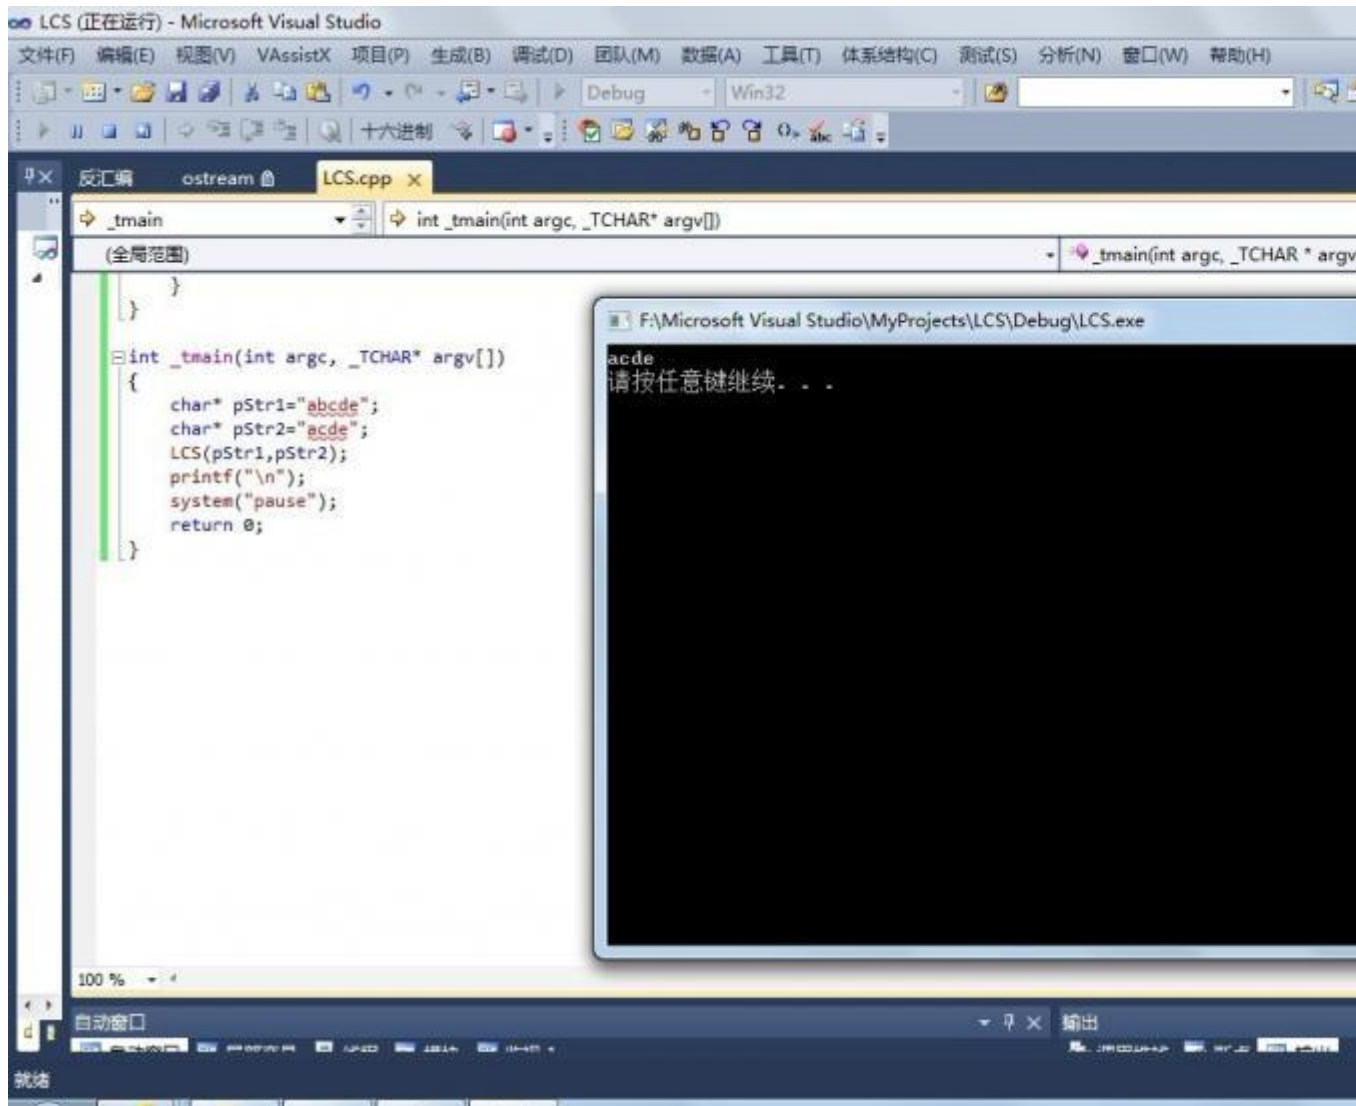 LCS (正在运行) - Microsoft Visual Studio
文件(F) 编辑(E) 视图(V) VAssistX 项目(P) 生成(B) 调试(D) 团队(M) 数据(A) 工具(T) 体系结构(C) 测试(S) 分析(N) 窗口(W) 帮助(H)
Debug Win32
十六进制
反汇编 ostream LCS.cpp
_tmain int _tmain(int argc, _TCHAR* argv[])
(全局范围) _tmain(int argc, _TCHAR * argv
}
}
int _tmain(int argc, _TCHAR* argv[])
{
char* pStr1="abcde";
char* pStr2="acde";
LCS(pStr1,pStr2);
printf("\n");
system("pause");
return 0;
}
F:\Microsoft Visual Studio\MyProjects\LCS\Debug\LCS.exe
acde
请按任意键继续. . .
100 %
自动窗口 输出
就绪